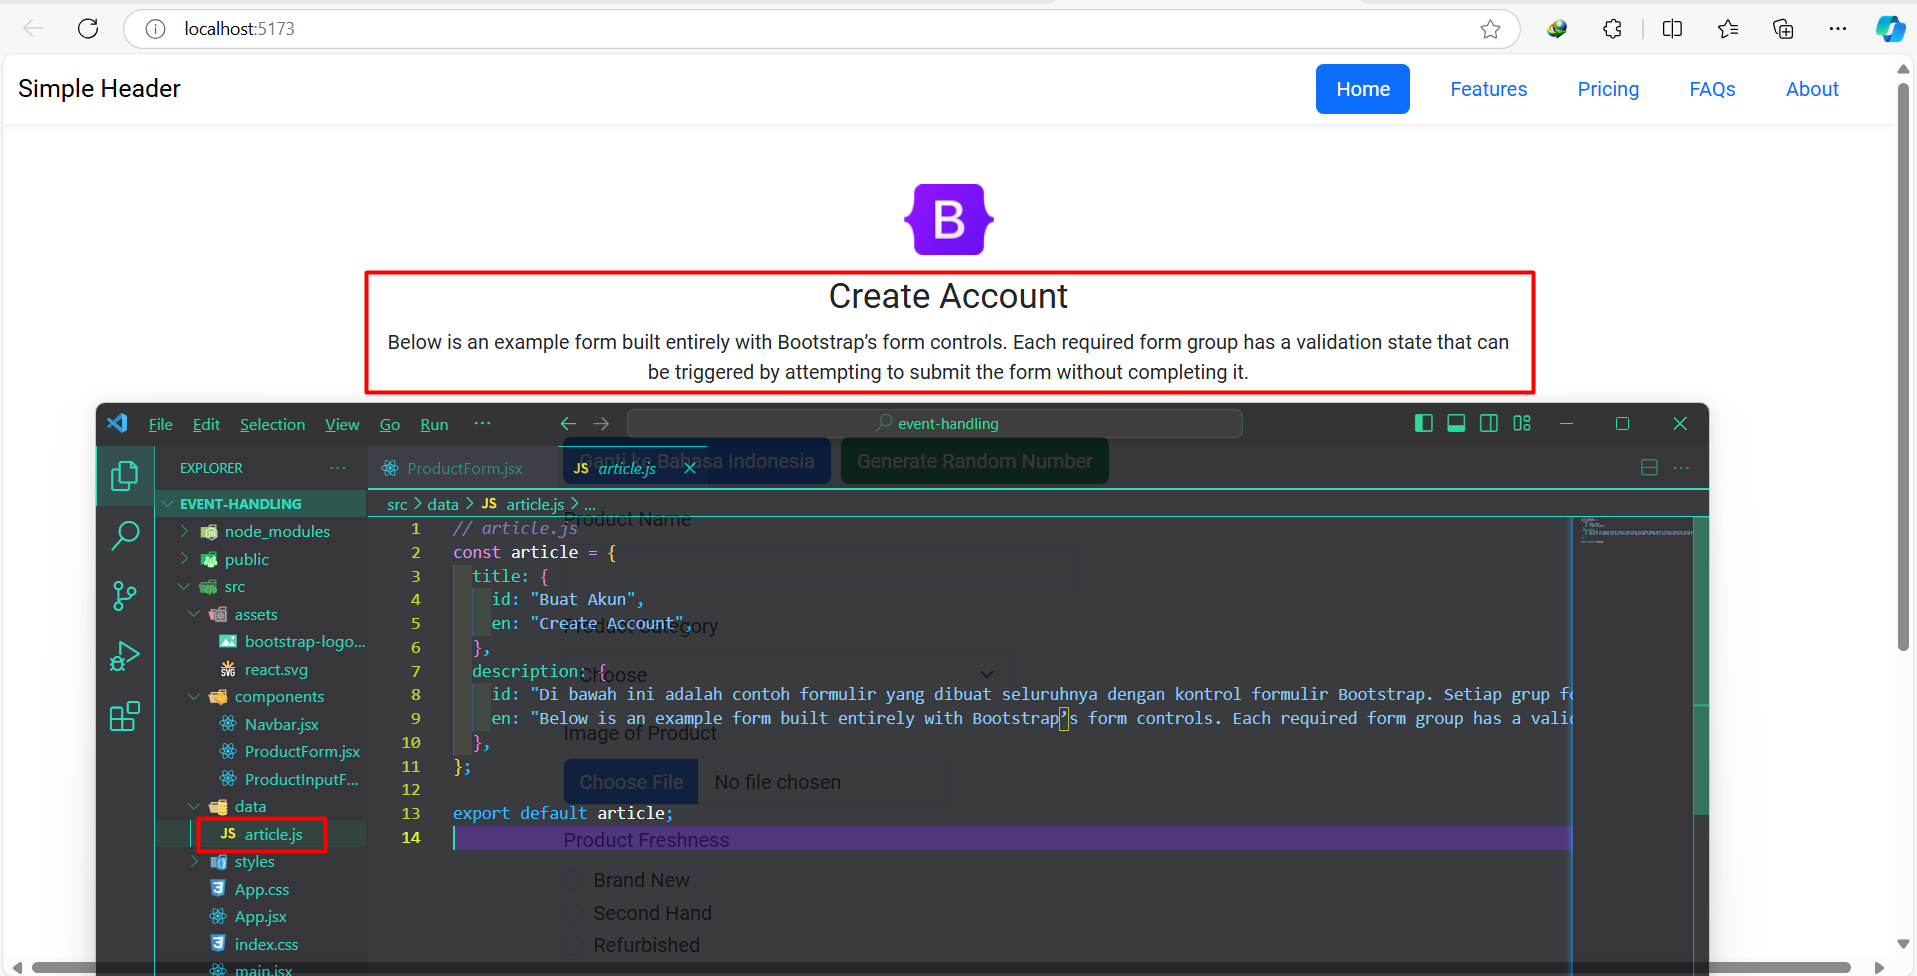 localhost:5173
Simple Header
Home Features Pricing FAQs About
B
Create Account
Below is an example form built entirely with Bootstrap’s form controls. Each required form group has a validation state that can
be triggered by attempting to submit the form without completing it.
File Edit Selection View Go Run ···
event-handling
EXPLORER ···
ProductForm.jsx
JS article.js
Ganti ke Bahasa Indonesia
Generate Random Number
EVENT-HANDLING
node_modules
public
src
assets
bootstrap-logo...
SVG react.svg
components
Navbar.jsx
ProductForm.jsx
ProductInputF...
data
JS article.js
styles
App.css
App.jsx
index.css
main.jsx
src > data > JS article.js > ...
1 // article.js
2 const article = {
3 title: {
4 id: "Buat Akun",
5 en: "Create Account",
6 },
7 description: {
8 id: "Di bawah ini adalah contoh formulir yang dibuat seluruhnya dengan kontrol formulir Bootstrap. Setiap grup fo
9 en: "Below is an example form built entirely with Bootstrap’s form controls. Each required form group has a valid
10 },
11 };
12
13 export default article;
14
Product Name
Product Category
Choose
Image of Product
Choose File No file chosen
Product Freshness
Brand New
Second Hand
Refurbished